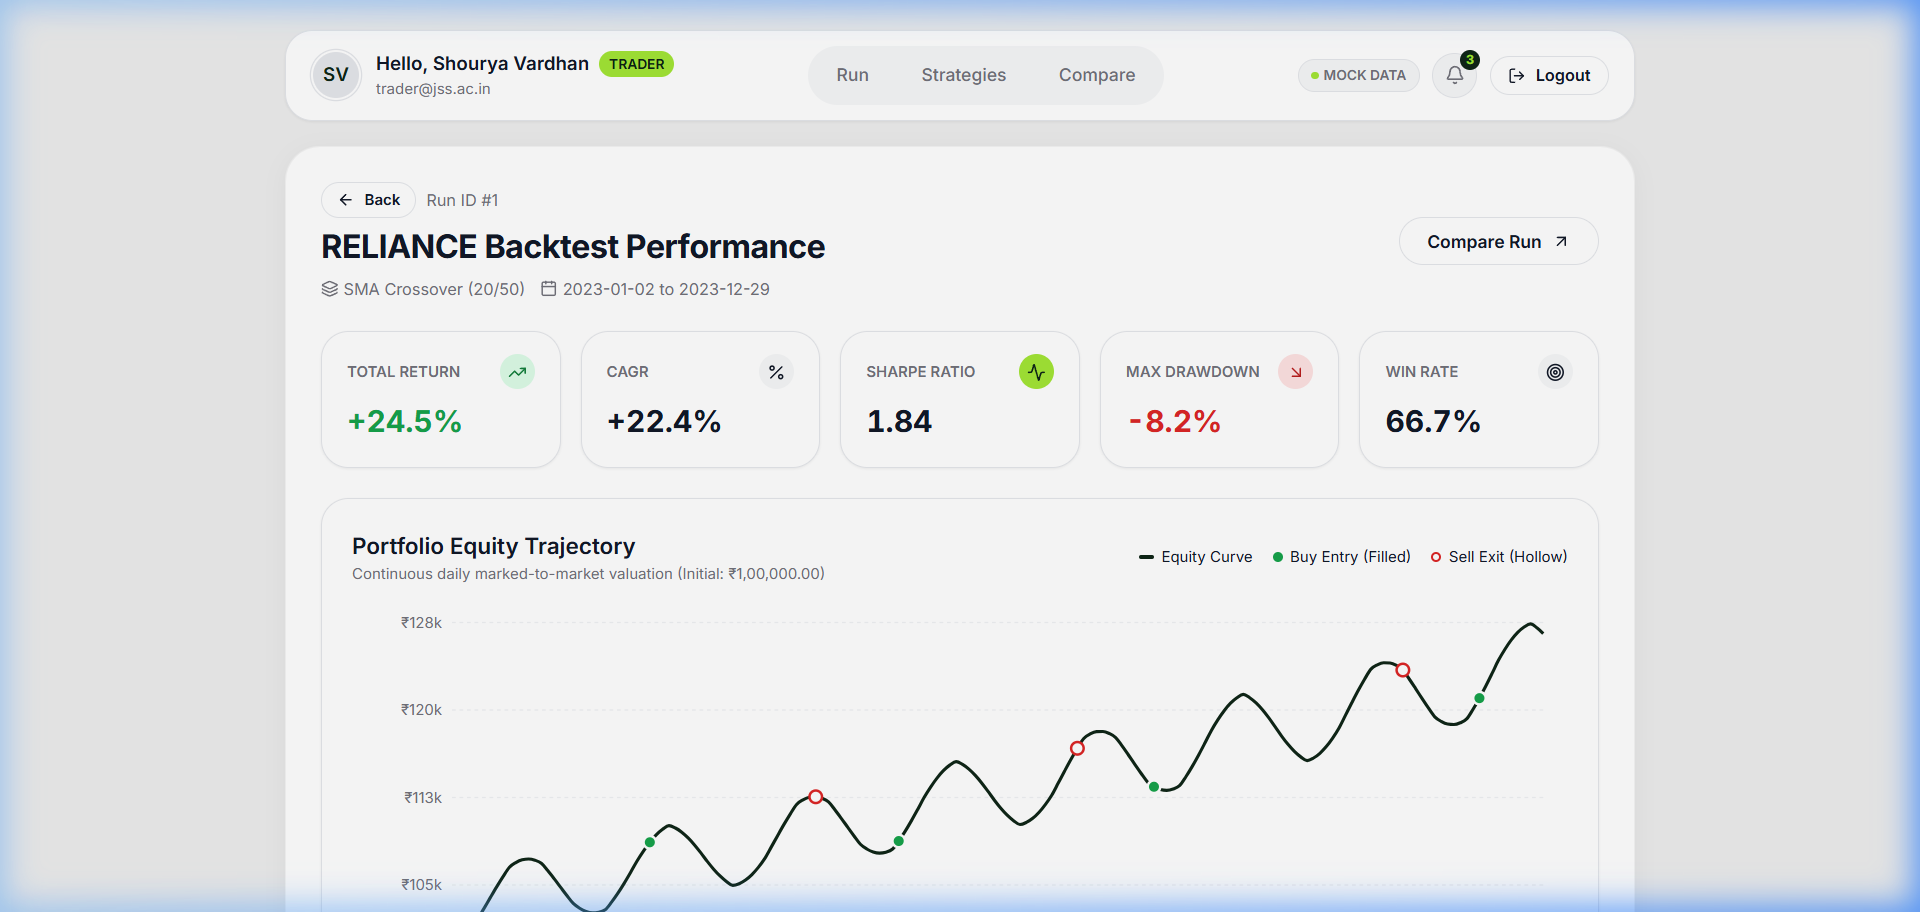 SV
Hello, Shourya Vardhan TRADER
trader@jss.ac.in
Run Strategies Compare
MOCK DATA
3
Logout
Back Run ID #1
RELIANCE Backtest Performance
Compare Run
SMA Crossover (20/50) 2023-01-02 to 2023-12-29
TOTAL RETURN
+24.5%
CAGR
+22.4%
SHARPE RATIO
1.84
MAX DRAWDOWN
-8.2%
WIN RATE
66.7%
Portfolio Equity Trajectory
Continuous daily marked-to-market valuation (Initial: ₹1,00,000.00)
Equity Curve Buy Entry (Filled) Sell Exit (Hollow)
₹128k
₹120k
₹113k
₹105k